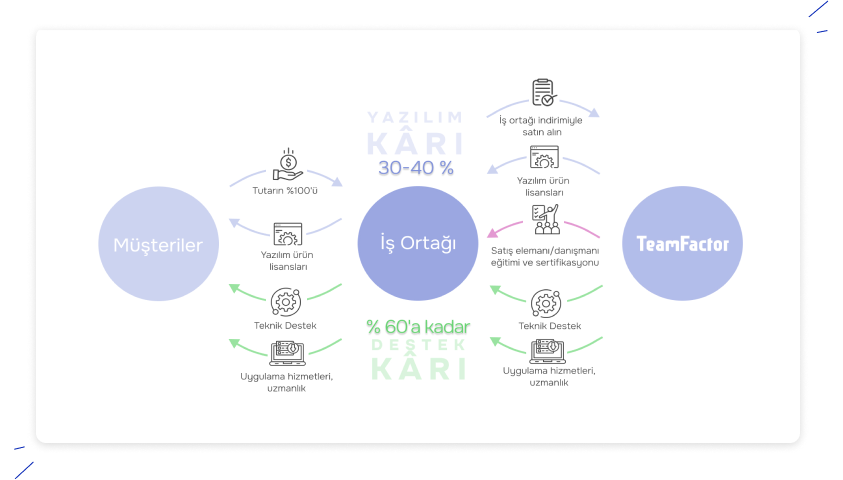 YAZILIM
KÂRI
30-40 %
İş ortağı indirimiyle
satın alın
Tutarın %100'ü
Yazılım ürün
lisansları
Müşteriler
İş Ortağı
TeamFactor
Yazılım ürün
lisansları
Satış elemanı/danışmanı
eğitimi ve sertifikasyonu
Teknik Destek
% 60'a kadar
DESTEK
KÂRI
Teknik Destek
Uygulama hizmetleri,
uzmanlık
Uygulama hizmetleri,
uzmanlık